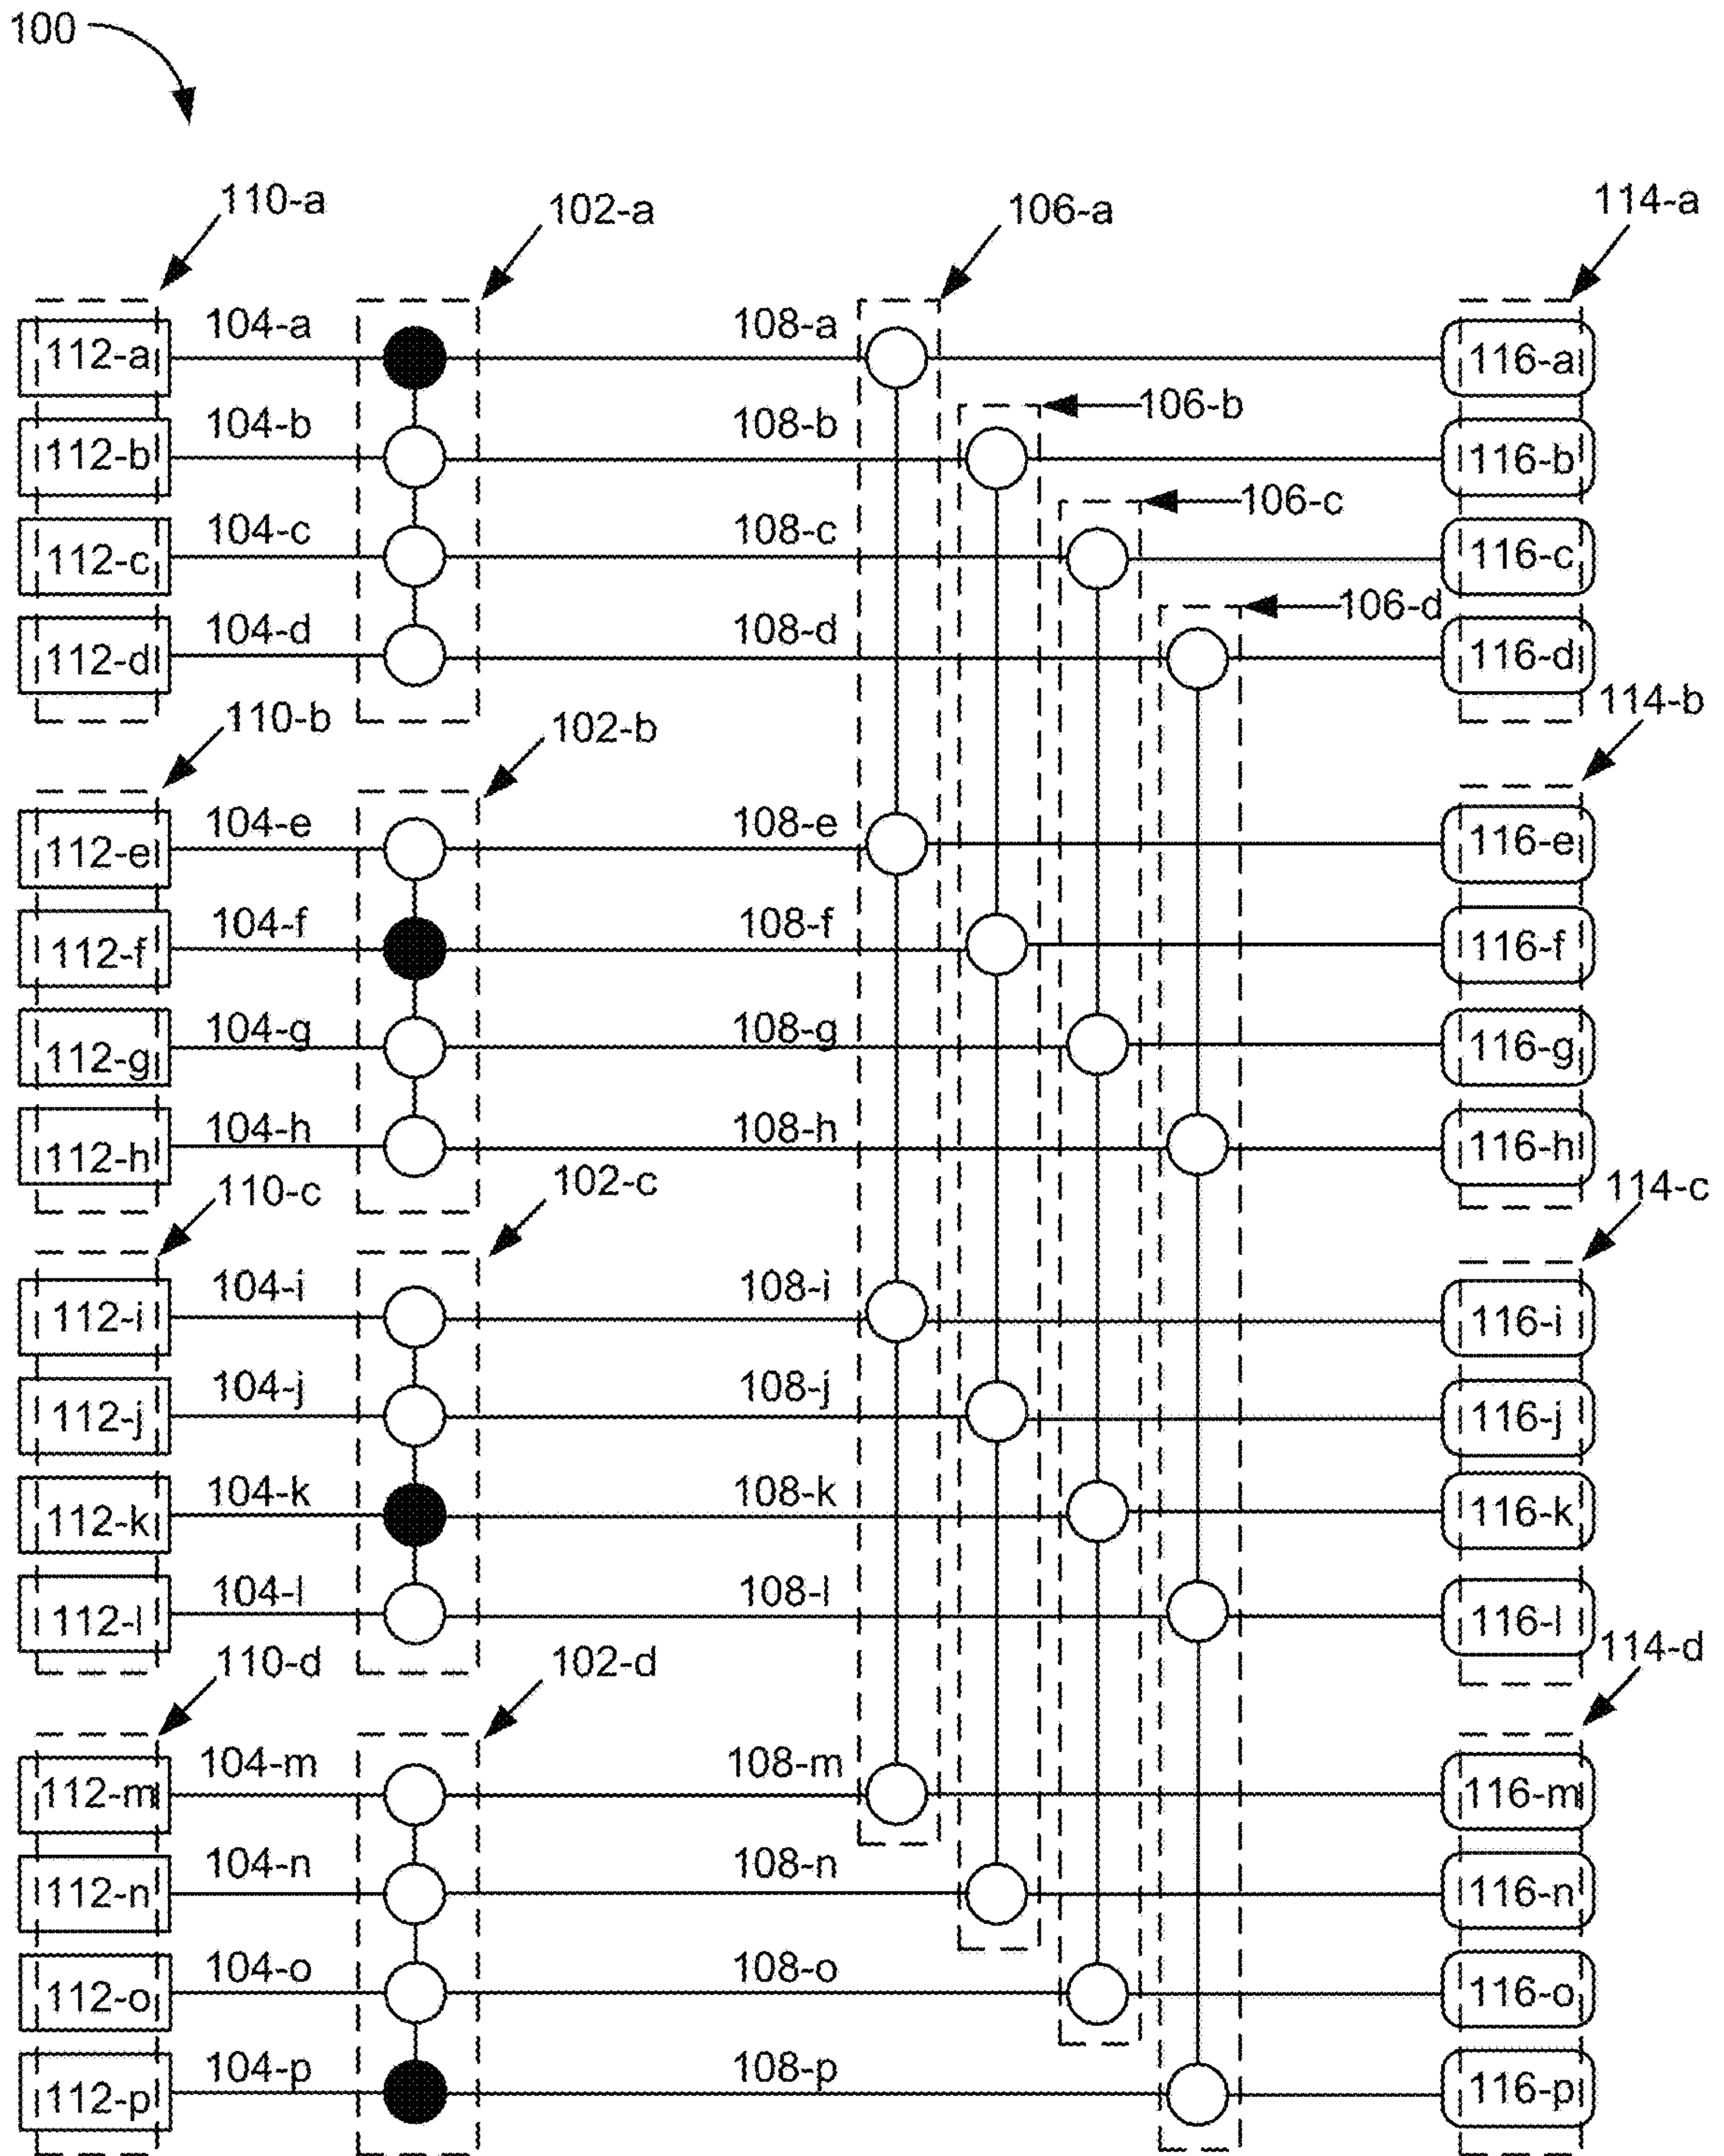 100
110-a 102-a 106-a 114-a
112-a 104-a 108-a 116-a
106-b
112-b 104-b 108-b 116-b
106-c
112-c 104-c 108-c 116-c
106-d
112-d 104-d 108-d 116-d
110-b 102-b 114-b
112-e 104-e 108-e 116-e
112-f 104-f 108-f 116-f
112-g 104-g 108-g 116-g
112-h 104-h 108-h 116-h
110-c 102-c 114-c
112-i 104-i 108-i 116-i
112-j 104-j 108-j 116-j
112-k 104-k 108-k 116-k
112-l 104-l 108-l 116-l
110-d 102-d 114-d
112-m 104-m 108-m 116-m
112-n 104-n 108-n 116-n
112-o 104-o 108-o 116-o
112-p 104-p 108-p 116-p